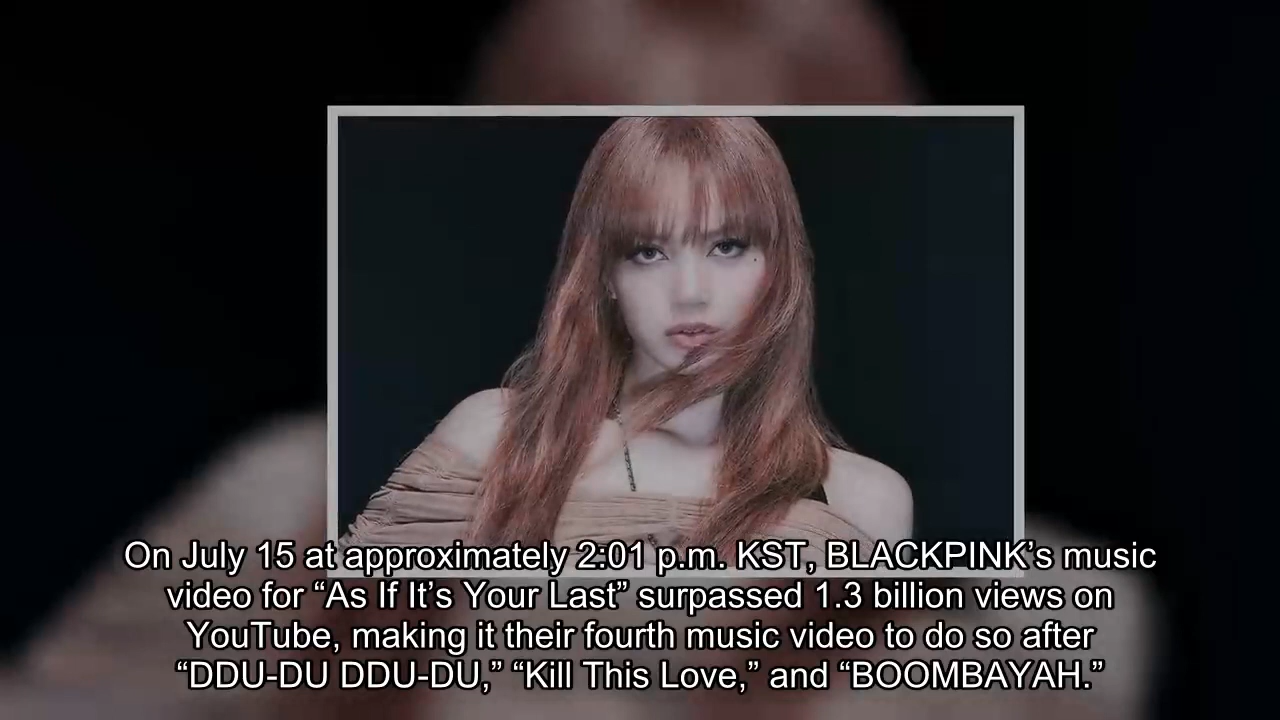 On July 15 at approximately 2:01 p.m. KST, BLACKPINK’s music
video for “As If It’s Your Last” surpassed 1.3 billion views on
YouTube, making it their fourth music video to do so after
“DDU-DU DDU-DU,” “Kill This Love,” and “BOOMBAYAH.”